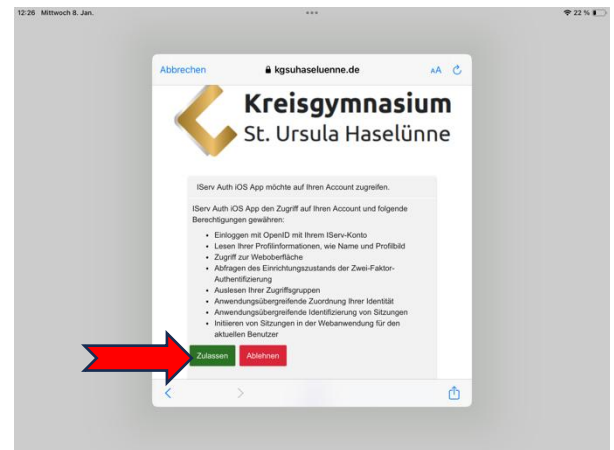 12:26 Mittwoch 8. Jan.
22 %
Abbrechen
kgsuhaseluenne.de
AA
Kreisgymnasium
St. Ursula Haselünne
IServ Auth iOS App möchte auf Ihren Account zugreifen.
IServ Auth iOS App den Zugriff auf Ihren Account und folgende
Berechtigungen gewähren:
• Einloggen mit OpenID mit Ihrem IServ-Konto
• Lesen Ihrer Profilinformationen, wie Name und Profilbild
• Zugriff zur Weboberfläche
• Abfragen des Einrichtungszustands der Zwei-Faktor-
Authentifizierung
• Auslesen Ihrer Zugriffsgruppen
• Anwendungsübergreifende Zuordnung Ihrer Identität
• Anwendungsübergreifende Identifizierung von Sitzungen
• Initiieren von Sitzungen in der Webanwendung für den
aktuellen Benutzer
Zulassen Ablehnen